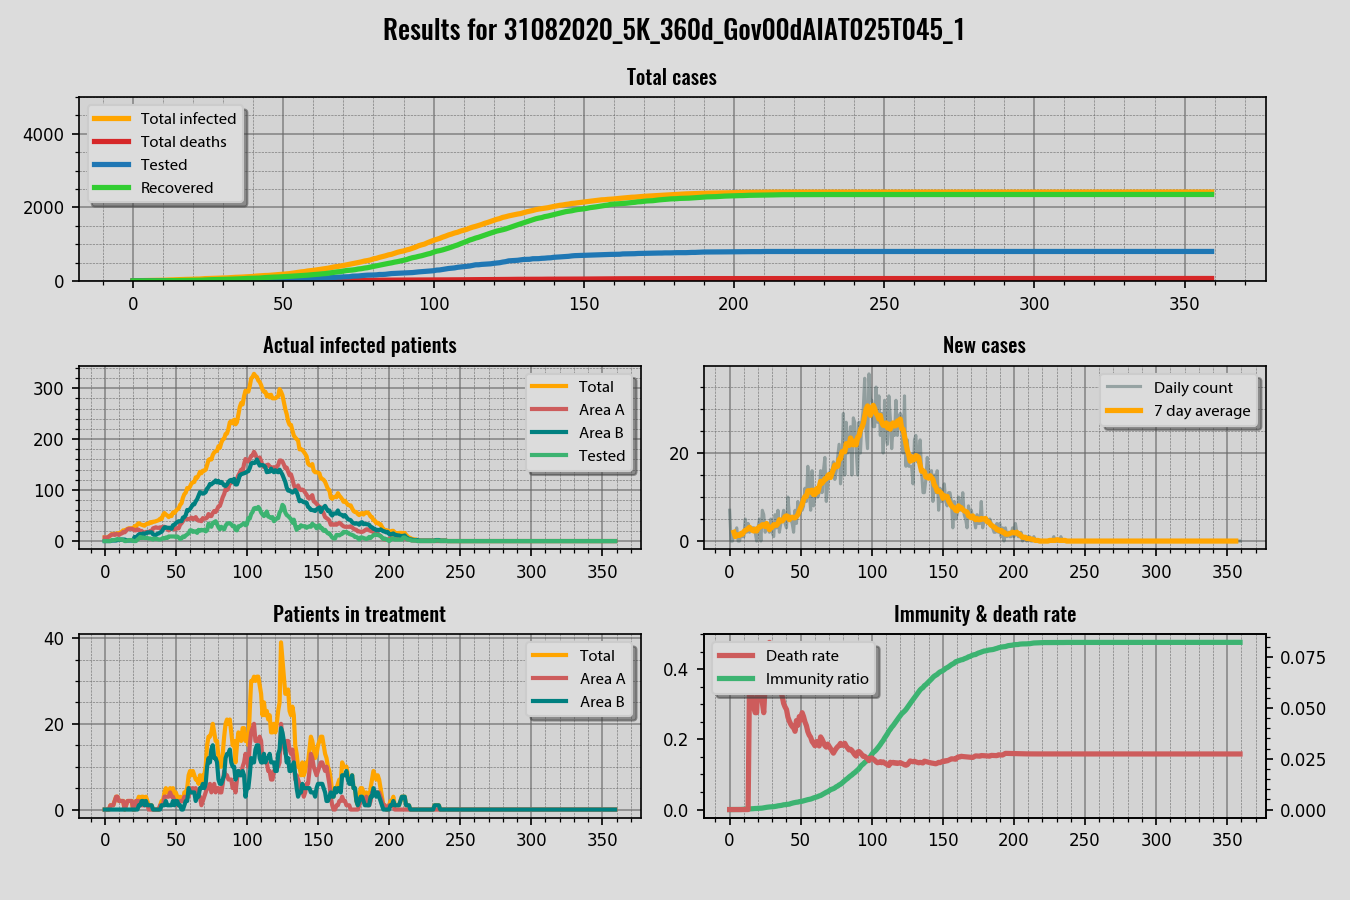 Results for 31082020_5K_360d_Gov00dAIAT025T045_1
Total cases
Total infected
Total deaths
Tested
Recovered
4000
2000
0
0 50 100 150 200 250 300 350
Actual infected patients
Total
Area A
Area B
Tested
300
200
100
0
0 50 100 150 200 250 300 350
New cases
Daily count
7 day average
20
0
0 50 100 150 200 250 300 350
Patients in treatment
Total
Area A
Area B
40
20
0
0 50 100 150 200 250 300 350
Immunity & death rate
Death rate
Immunity ratio
0.4
0.2
0.0
0.075
0.050
0.025
0.000
0 50 100 150 200 250 300 350